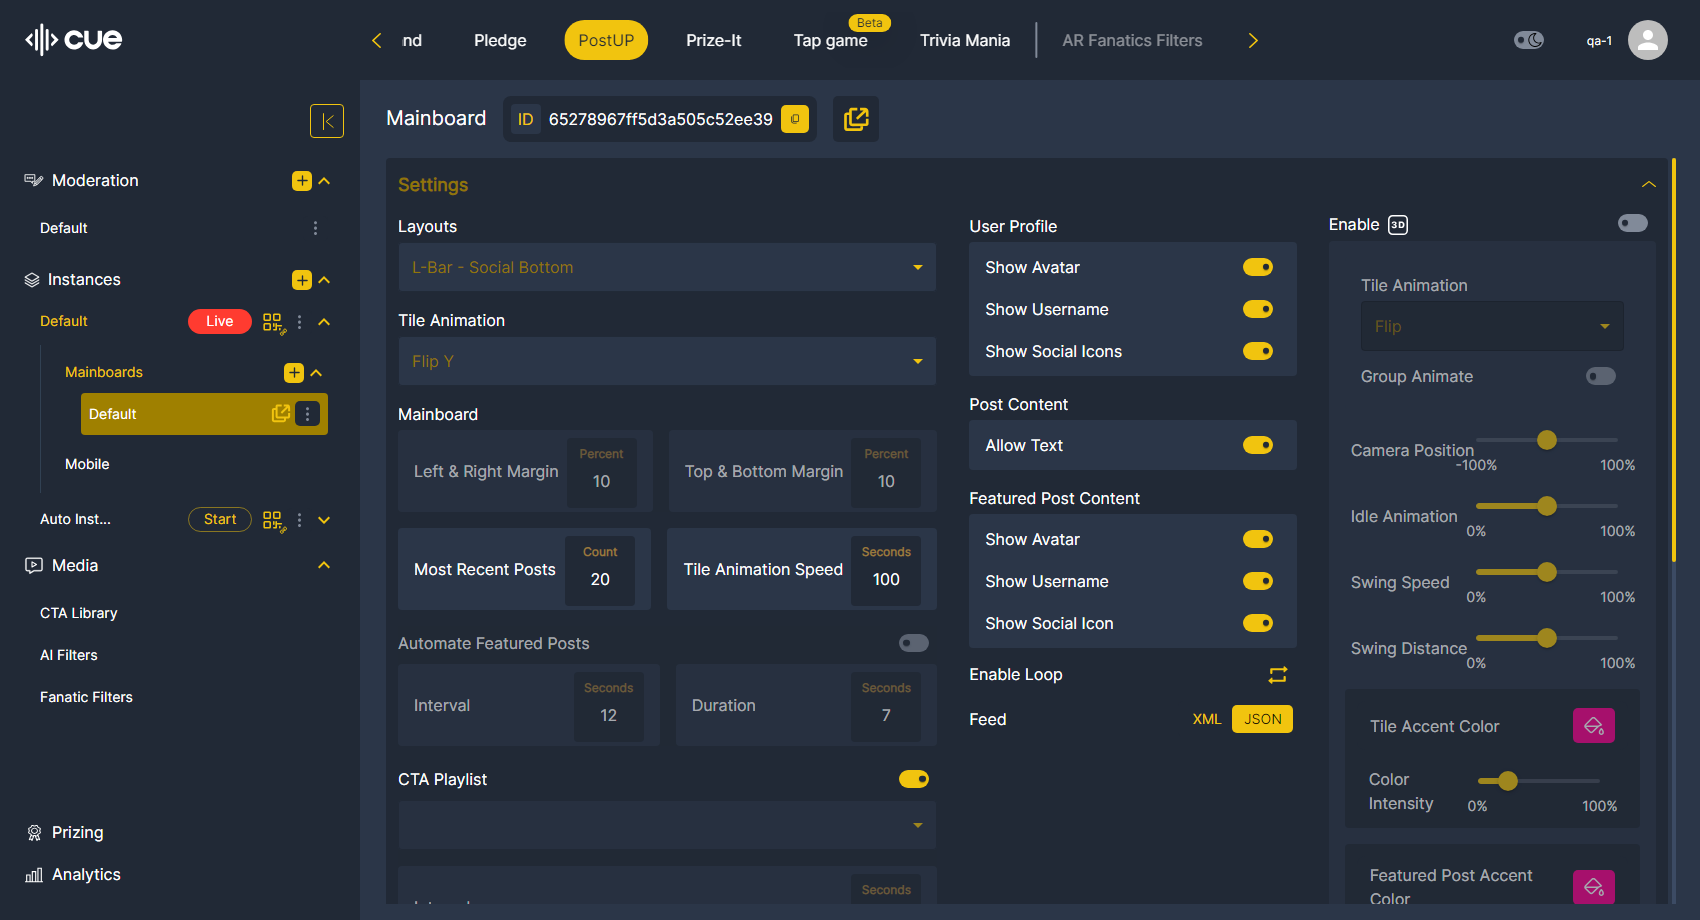 cue
nd
Pledge
PostUP
Prize-It
Beta
Tap game
Trivia Mania
AR Fanatics Filters
qa-1
Moderation
Default
Instances
Default
Live
Mainboards
Default
Mobile
Auto Inst...
Start
Media
CTA Library
AI Filters
Fanatic Filters
Prizing
Analytics
Mainboard
ID 65278967ff5d3a505c52ee39
Settings
Layouts
L-Bar - Social Bottom
Tile Animation
Flip Y
Mainboard
Left & Right Margin
Percent
10
Top & Bottom Margin
Percent
10
Most Recent Posts
Count
20
Tile Animation Speed
Seconds
100
Automate Featured Posts
Interval
Seconds
12
Duration
Seconds
7
CTA Playlist
Seconds
User Profile
Show Avatar
Show Username
Show Social Icons
Post Content
Allow Text
Featured Post Content
Show Avatar
Show Username
Show Social Icon
Enable Loop
Feed
XML
JSON
Enable 3D
Tile Animation
Flip
Group Animate
Camera Position
-100%
100%
Idle Animation
0%
100%
Swing Speed
0%
100%
Swing Distance
0%
100%
Tile Accent Color
Color
Intensity
0%
100%
Featured Post Accent
Color